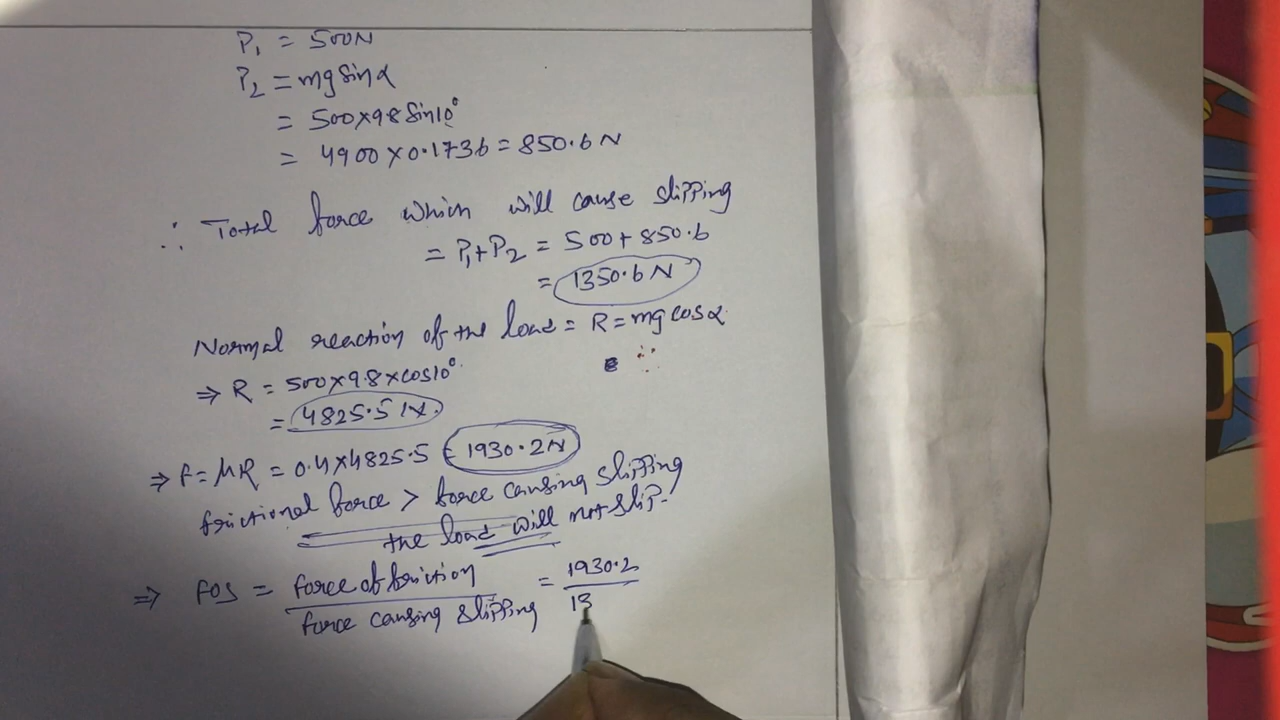 P₁ = 500N
P₂ = mg Sinα
= 500×9.8 Sin10°
= 4900×0.1736 = 850.6 N
∴ Total force which will cause slipping
= P₁+P₂ = 500+850.6
= 1350.6 N
Normal reaction of the load = R = mg cosα
⇒ R = 500×9.8×cos10°
= 4825.5 N.
⇒ F = μR = 0.4×4825.5 = 1930.2N
frictional force > force causing slipping
the load will not slip.
⇒ FOS = force of friction / force causing slipping = 1930.2 / 13